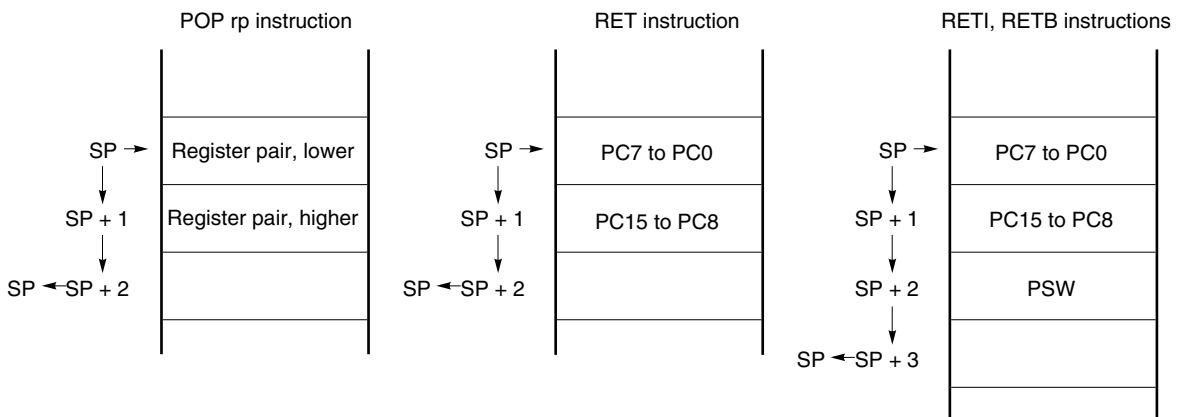 POP rp instruction
SP
Register pair, lower
SP + 1
Register pair, higher
SP
SP + 2
RET instruction
SP
PC7 to PC0
SP + 1
PC15 to PC8
SP
SP + 2
RETI, RETB instructions
SP
PC7 to PC0
SP + 1
PC15 to PC8
SP + 2
PSW
SP
SP + 3